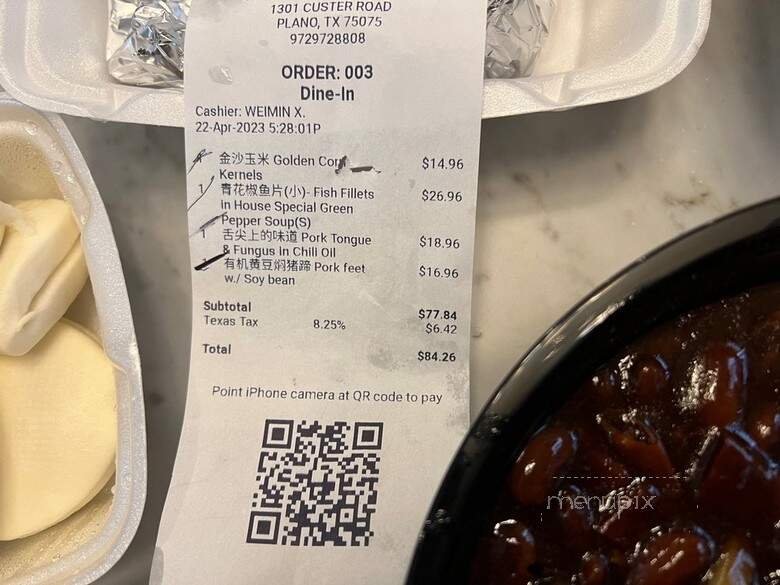 1301 CUSTER ROAD
PLANO, TX 75075
9729728808
ORDER: 003
Dine-In
Cashier: WEIMIN X.
22-Apr-2023 5:28:01P
金沙玉米 Golden Corn $14.96
Kernels
1 青花椒鱼片(小)- Fish Fillets $26.96
in House Special Green
Pepper Soup(S)
1 舌尖上的味道 Pork Tongue $18.96
& Fungus in Chili Oil
有机黄豆焖猪蹄 Pork feet $16.96
w./ Soy bean
Subtotal $77.84
Texas Tax 8.25% $6.42
Total $84.26
Point iPhone camera at QR code to pay
menupix